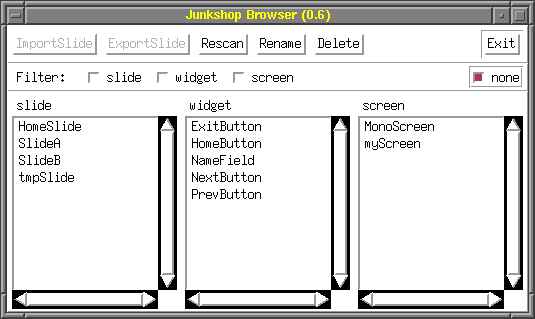 Junkshop Browser (0.6)
ImportSlide ExportSlide Rescan Rename Delete Exit
Filter: slide widget screen none
slide widget screen
HomeSlide ExitButton MonoScreen
SlideA HomeButton myScreen
SlideB NameField
tmpSlide NextButton
PrevButton